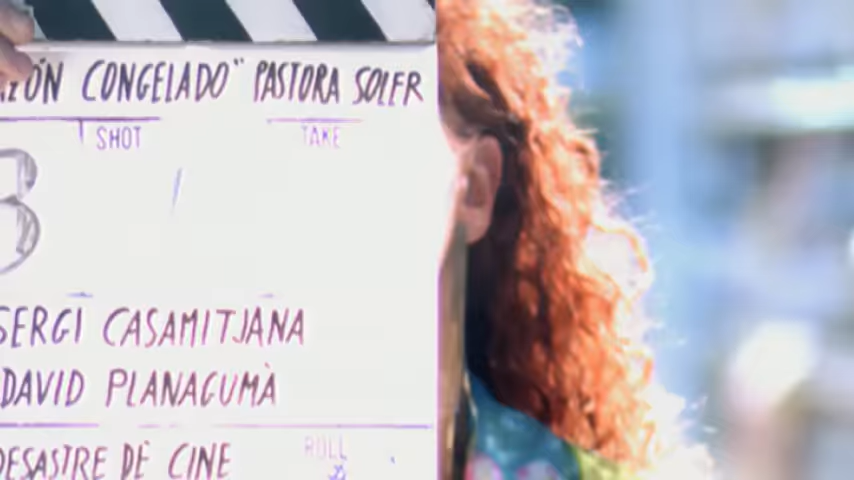 ZÓN CONGELADO" PASTORA SOLER
SHOT TAKE
3
SERGI CASAMITJANA
DAVID PLANAGUMÀ
DESASTRE DE CINE
ROLL